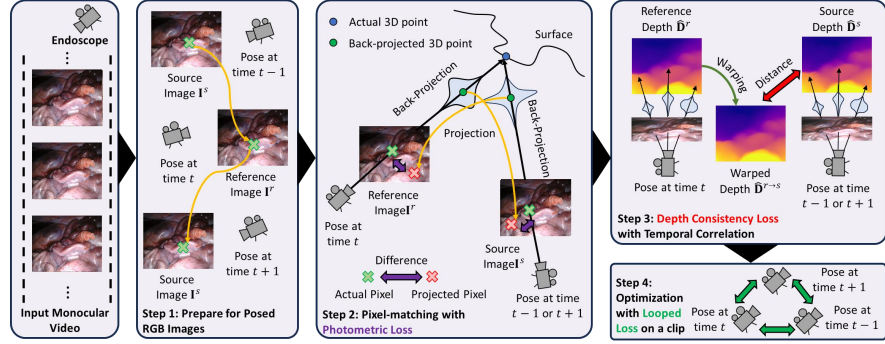 Endoscope
...
...
Input Monocular
Video
Pose at
time t − 1
Source
Image Iˢ
Pose at
time t
Reference
Image Iʳ
Source
Image Iˢ
Pose at
time t + 1
Step 1: Prepare for Posed
RGB Images
Actual 3D point
Back-projected 3D point
Surface
Back-Projection
Back-Projection
Projection
Reference
ImageIʳ
Pose at
time t
Source
ImageIˢ
Difference
Actual Pixel
Projected Pixel
Pose at time
t − 1 or t + 1
Step 2: Pixel-matching with
Photometric Loss
Reference
Depth D̂ʳ
Source
Depth D̂ˢ
Warping
Distance
Warped
Depth D̂ʳ→ˢ
Pose at time t
Pose at time
t − 1 or t + 1
Step 3: Depth Consistency Loss
with Temporal Correlation
Step 4:
Optimization
with Looped
Loss on a clip
Pose at
time t + 1
Pose at
time t
Pose at
time t − 1